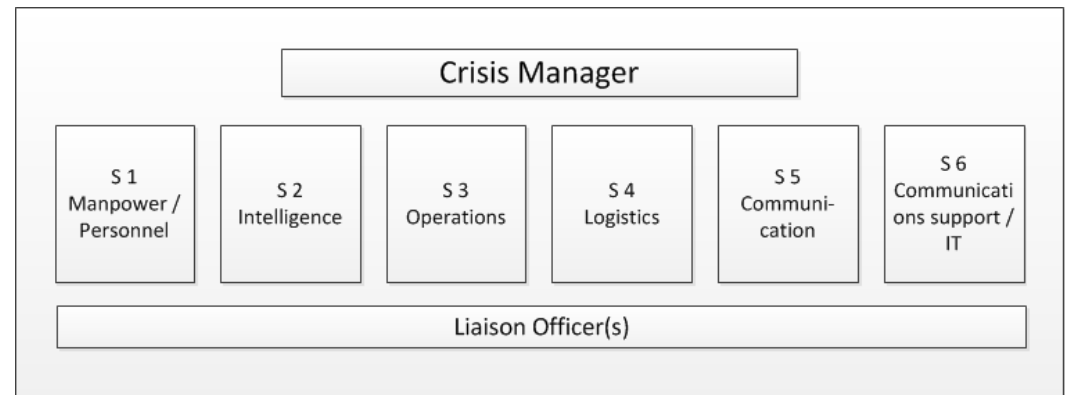 Crisis Manager
S 1
Manpower /
Personnel
S 2
Intelligence
S 3
Operations
S 4
Logistics
S 5
Communi-
cation
S 6
Communicati
ons support /
IT
Liaison Officer(s)